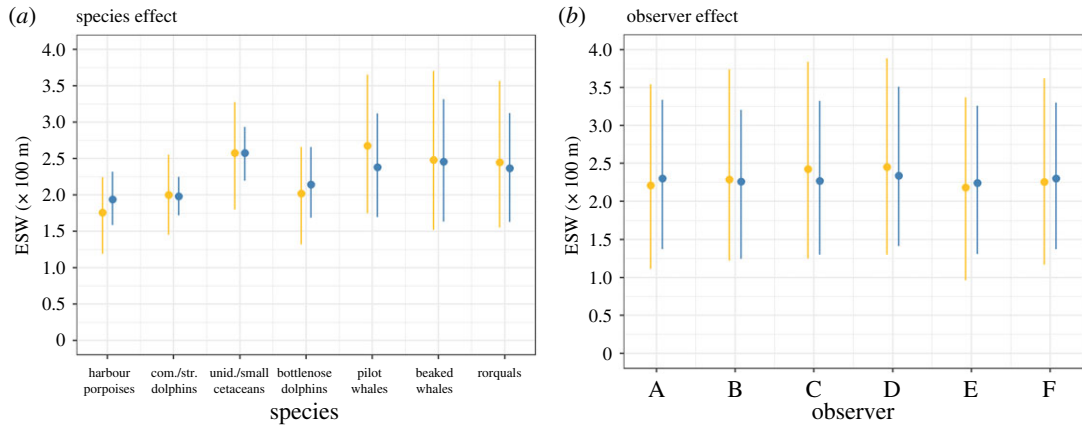 (a) species effect
4.0
3.5
3.0
2.5
2.0
1.5
1.0
0.5
0
ESW (× 100 m)
harbour porpoises
com./str. dolphins
unid./small cetaceans
bottlenose dolphins
pilot whales
beaked whales
rorquals
species
(b) observer effect
4.0
3.5
3.0
2.5
2.0
1.5
1.0
0.5
0
ESW (× 100 m)
A B C D E F
observer